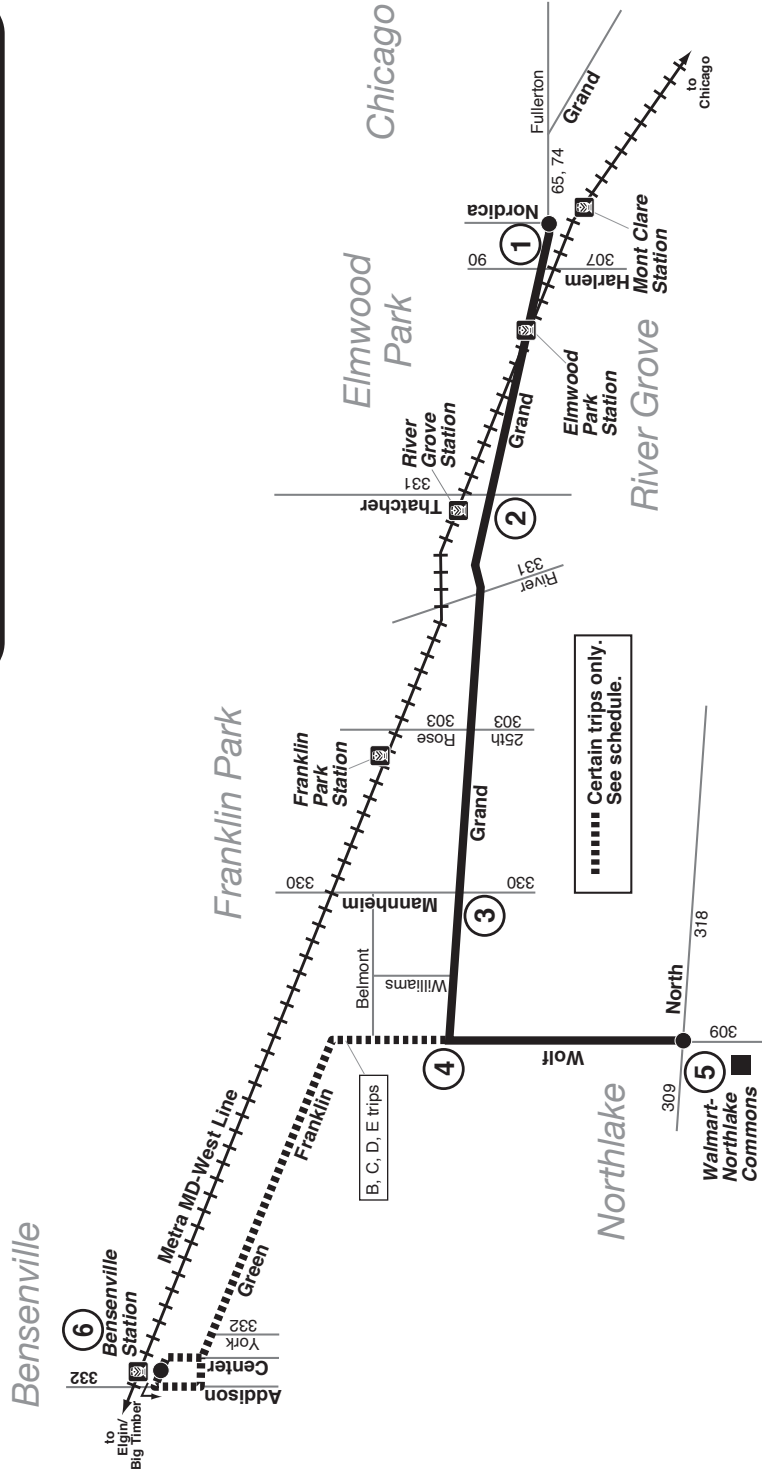 Bensenville
Franklin Park
Elmwood
Park
Chicago
Northlake
River Grove
6
Bensenville
Station
332
to
Elgin/
Big Timber
Metra MD-West Line
Addison
Center
York
332
Green
Franklin
B, C, D, E trips
Belmont
Williams
4
Wolf
5
309
309
North
318
Walmart-
Northlake
Commons
330
Mannheim
330
3
Grand
Franklin
Park
Station
303
Rose
303
25th
River
331
River
Grove
Station
331
Thatcher
2
Grand
Elmwood
Park
Station
90
Harlem
307
1
Nordica
Mont Clare
Station
65, 74
Fullerton
Grand
to
Chicago
Certain trips only.
See schedule.